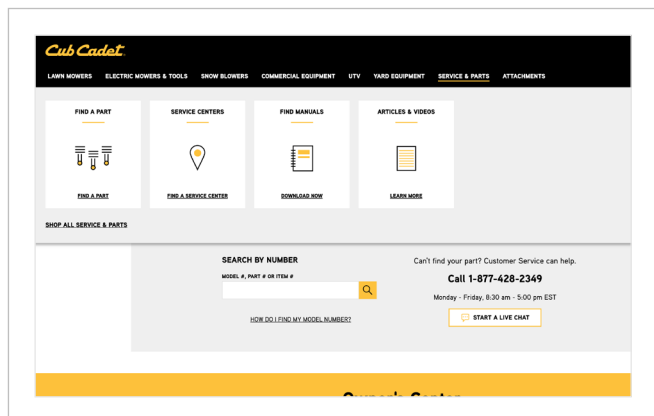 Cub Cadet
LAWN MOWERS ELECTRIC MOWERS & TOOLS SNOW BLOWERS COMMERCIAL EQUIPMENT UTV YARD EQUIPMENT SERVICE & PARTS ATTACHMENTS
FIND A PART
FIND A PART
SERVICE CENTERS
FIND A SERVICE CENTER
FIND MANUALS
DOWNLOAD NOW
ARTICLES & VIDEOS
LEARN MORE
SHOP ALL SERVICE & PARTS
SEARCH BY NUMBER
MODEL #, PART # OR ITEM #
HOW DO I FIND MY MODEL NUMBER?
Can't find your part? Customer Service can help.
Call 1-877-428-2349
Monday - Friday, 8:30 am - 5:00 pm EST
START A LIVE CHAT
Owner's Center